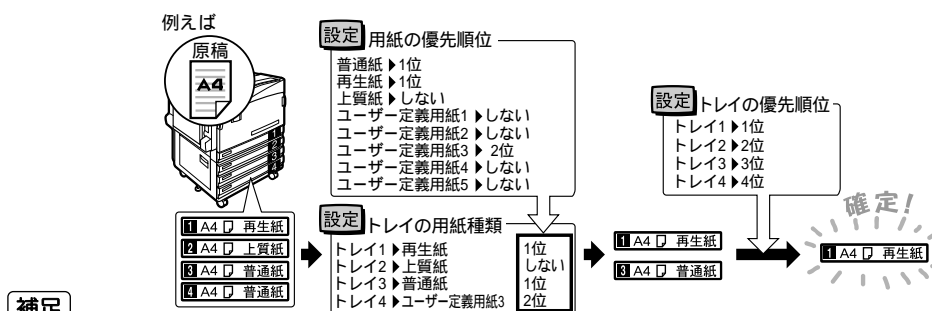 例えば
原稿
A4
1
2
3
4
1 A4 再生紙
2 A4 上質紙
3 A4 普通紙
4 A4 普通紙
設定 用紙の優先順位
普通紙▶1位
再生紙▶1位
上質紙▶しない
ユーザー定義用紙1▶しない
ユーザー定義用紙2▶しない
ユーザー定義用紙3▶ 2位
ユーザー定義用紙4▶しない
ユーザー定義用紙5▶しない
設定 トレイの用紙種類
トレイ1▶再生紙 1位
トレイ2▶上質紙 しない
トレイ3▶普通紙 1位
トレイ4▶ユーザー定義用紙3 2位
1 A4 再生紙
3 A4 普通紙
設定 トレイの優先順位
トレイ1▶1位
トレイ2▶2位
トレイ3▶3位
トレイ4▶4位
確定!
1 A4 再生紙
補足